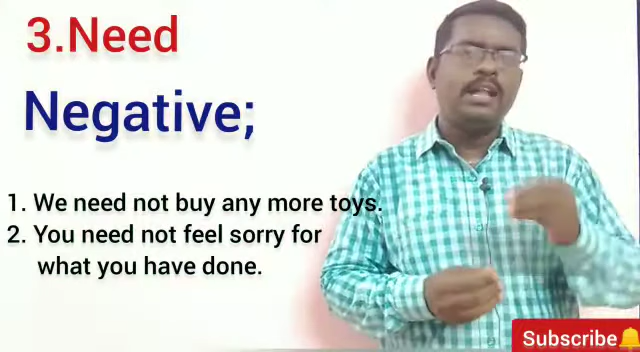 3.Need
Negative;
1. We need not buy any more toys.
2. You need not feel sorry for
what you have done.
Subscribe